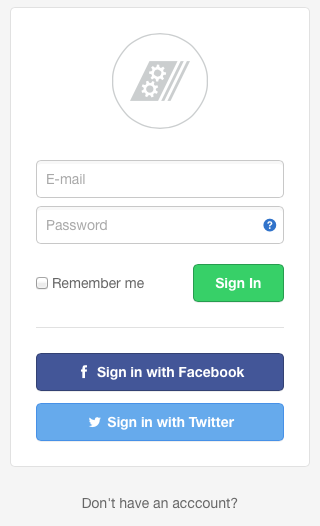 E-mail
Password
?
Remember me
Sign In
f Sign in with Facebook
Sign in with Twitter
Don't have an acccount?